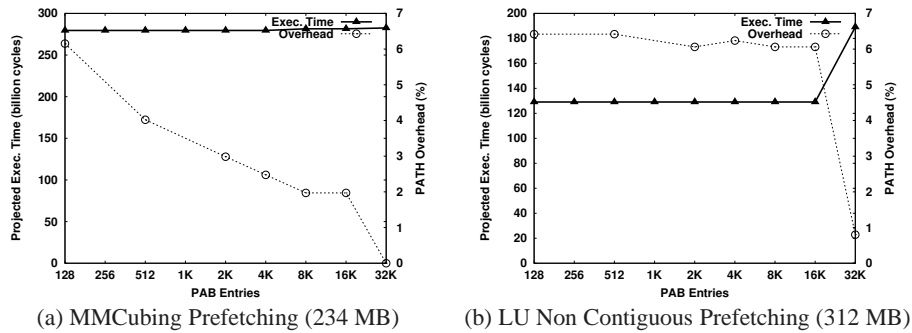 Exec. Time
Overhead
Projected Exec. Time (billion cycles)
300
250
200
150
100
50
0
128 256 512 1K 2K 4K 8K 16K 32K
PAB Entries
7
6
5
4
3
2
1
0
PATH Overhead (%)
(a) MMCubing Prefetching (234 MB)
Exec. Time
Overhead
Projected Exec. Time (billion cycles)
200
180
160
140
120
100
80
60
40
20
0
128 256 512 1K 2K 4K 8K 16K 32K
PAB Entries
7
6
5
4
3
2
1
0
PATH Overhead (%)
(b) LU Non Contiguous Prefetching (312 MB)